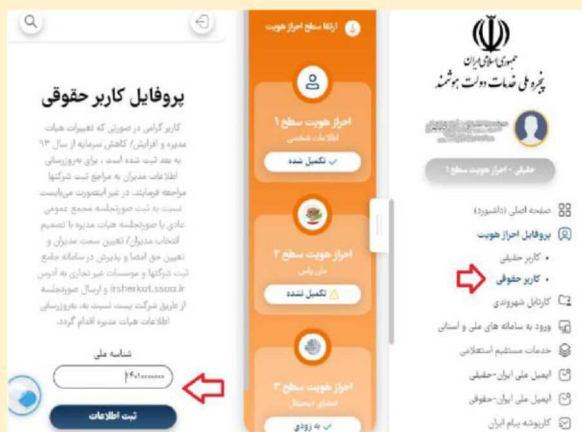 جمهوری اسلامی ایران
پنجره ملی خدمات دولت هوشمند
حقیقی - احراز هویت سطح ۱
صفحه اصلی (داشبورد)
پروفایل احراز هویت
کاربر حقیقی
کاربر حقوقی
کارتابل شهروندی
ورود به سامانه های ملی و استانی
خدمات مستقیم استعلامی
ایمیل ملی ایران-حقیقی
ایمیل ملی ایران-حقوقی
کارپوشه پیام ایران
ارتقا سطح احراز هویت
احراز هویت سطح ۱
اطلاعات شخصی
تکمیل شده
احراز هویت سطح ۲
ملی پلاس
تکمیل نشده
احراز هویت سطح ۳
امضای دیجیتال
به زودی
پروفایل کاربر حقوقی
کاربر گرامی در صورتی که تغییرات هیات
مدیره و افزایش/ کاهش سرمایه از سال ۹۳
به بعد ثبت شده است ، برای به‌روزرسانی
اطلاعات مدیران به مراجع ثبت شرکتها
مراجعه فرمایند. در غیر اینصورت می‌بایست
نسبت به ثبت صورتجلسه مجمع عمومی
عادی یا صورتجلسه هیات مدیره با تصمیم
انتخاب مدیران/ تعیین سمت مدیران و
تعیین حق امضا و پذیرش در سامانه جامع
ثبت شرکتها و موسسات غیر تجاری به آدرس
irsherkat.ssaa.ir و ارسال صورتجلسه
از طریق شرکت پست نسبت به، به‌روزرسانی
اطلاعات هیات مدیره اقدام گردد.
شناسه ملی
ثبت اطلاعات